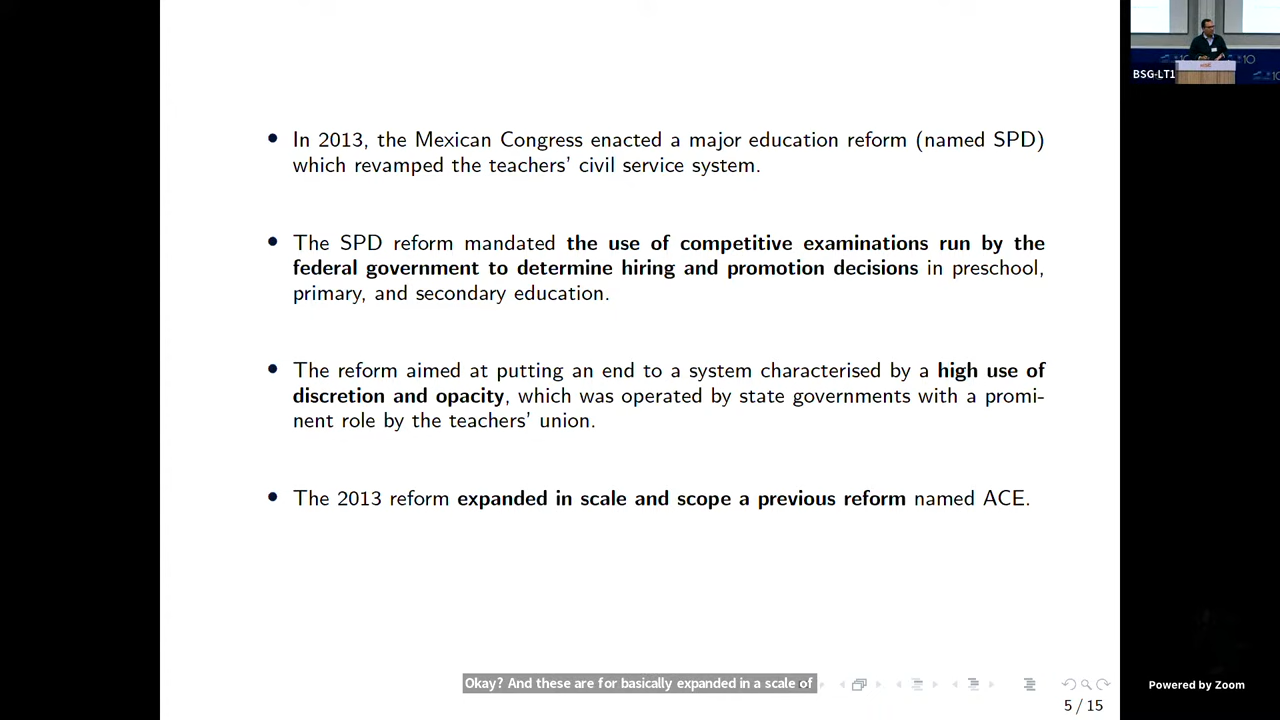 BSG-LT1
• In 2013, the Mexican Congress enacted a major education reform (named SPD)
which revamped the teachers' civil service system.
• The SPD reform mandated the use of competitive examinations run by the
federal government to determine hiring and promotion decisions in preschool,
primary, and secondary education.
• The reform aimed at putting an end to a system characterised by a high use of
discretion and opacity, which was operated by state governments with a promi-
nent role by the teachers' union.
• The 2013 reform expanded in scale and scope a previous reform named ACE.
Okay? And these are for basically expanded in a scale of
5 / 15
Powered by Zoom